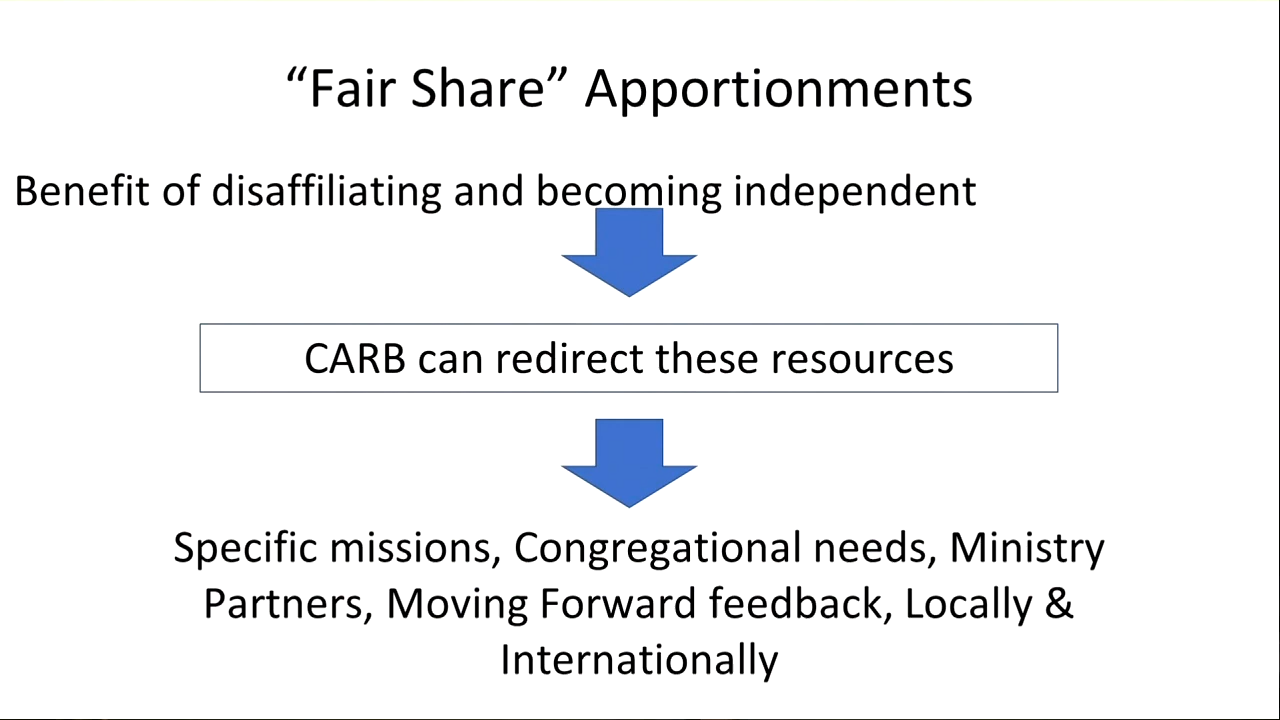 “Fair Share” Apportionments
Benefit of disaffiliating and becoming independent
CARB can redirect these resources
Specific missions, Congregational needs, Ministry
Partners, Moving Forward feedback, Locally &
Internationally